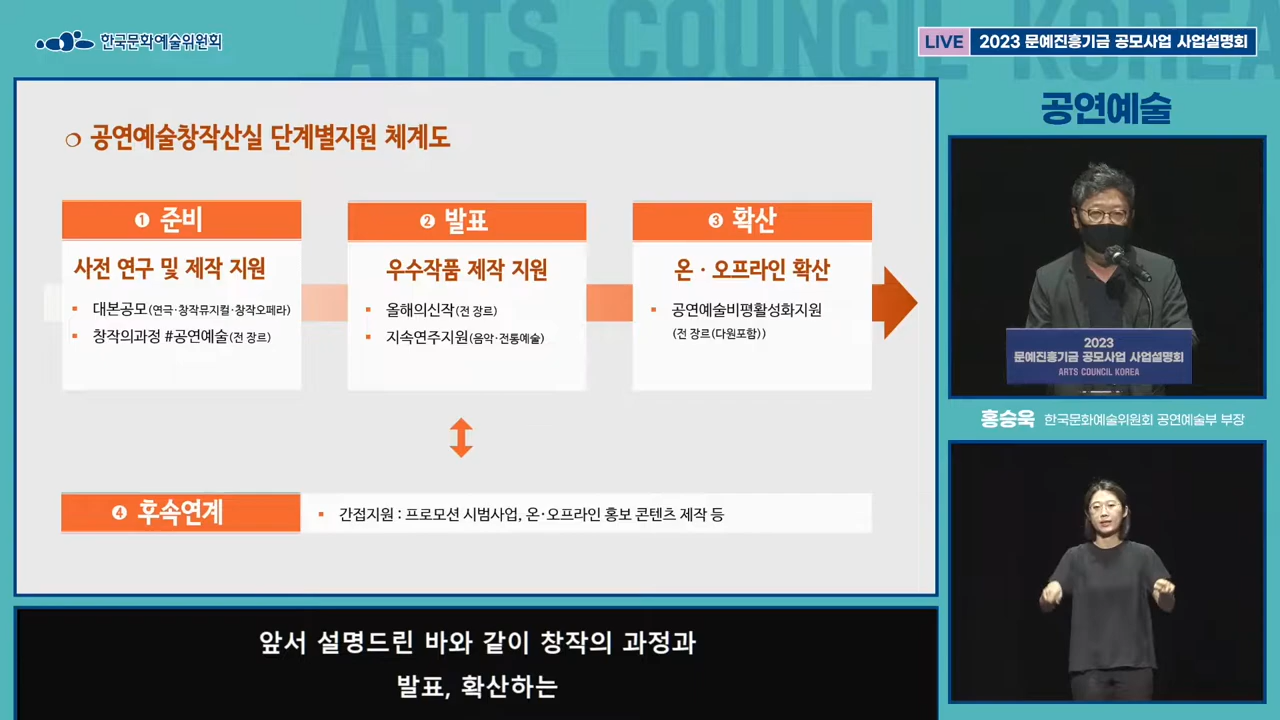 ARTS COUNCIL KOREA
한국문화예술위원회
LIVE 2023 문예진흥기금 공모사업 사업설명회
공연예술
❍ 공연예술창작산실 단계별지원 체계도
❶ 준비
사전 연구 및 제작 지원
▪ 대본공모(연극·창작뮤지컬·창작오페라)
▪ 창작의과정 #공연예술(전 장르)
❷ 발표
우수작품 제작 지원
▪ 올해의신작(전 장르)
▪ 지속연주지원(음악·전통예술)
❸ 확산
온 · 오프라인 확산
▪ 공연예술비평활성화지원
(전 장르(다원포함))
❹ 후속연계
▪ 간접지원 : 프로모션 시범사업, 온·오프라인 홍보 콘텐츠 제작 등
2023
문예진흥기금 공모사업 사업설명회
ARTS COUNCIL KOREA
홍승욱 한국문화예술위원회 공연예술부 부장
앞서 설명드린 바와 같이 창작의 과정과
발표, 확산하는